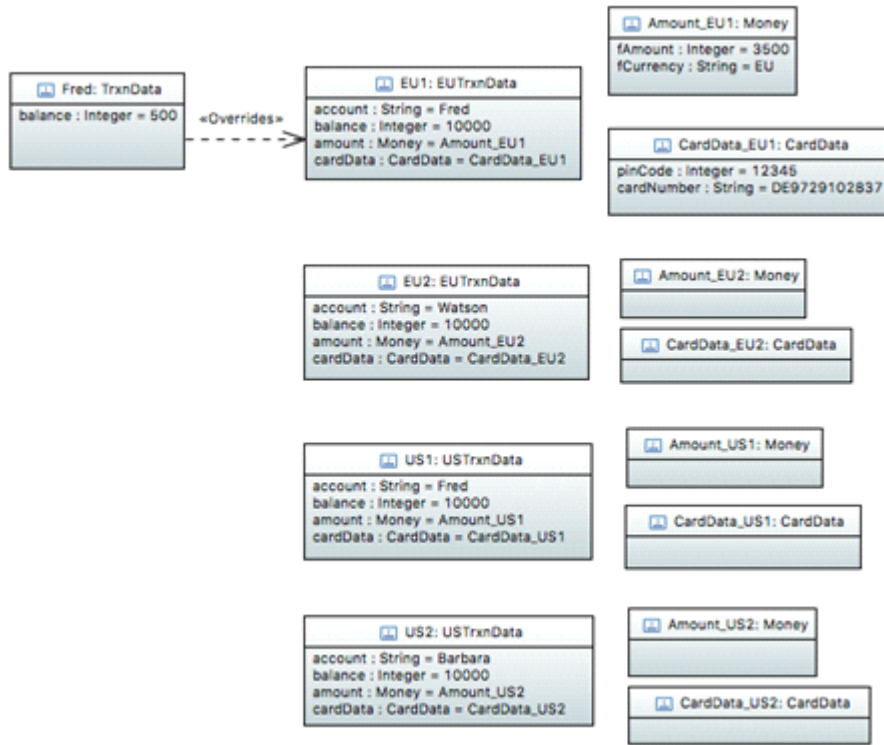 Fred: TrxnData
balance : Integer = 500
«Overrides»
EU1: EUTrxnData
account : String = Fred
balance : Integer = 10000
amount : Money = Amount_EU1
cardData : CardData = CardData_EU1
Amount_EU1: Money
fAmount : Integer = 3500
fCurrency : String = EU
CardData_EU1: CardData
pinCode : Integer = 12345
cardNumber : String = DE9729102837
EU2: EUTrxnData
account : String = Watson
balance : Integer = 10000
amount : Money = Amount_EU2
cardData : CardData = CardData_EU2
Amount_EU2: Money
CardData_EU2: CardData
US1: USTrxnData
account : String = Fred
balance : Integer = 10000
amount : Money = Amount_US1
cardData : CardData = CardData_US1
Amount_US1: Money
CardData_US1: CardData
US2: USTrxnData
account : String = Barbara
balance : Integer = 10000
amount : Money = Amount_US2
cardData : CardData = CardData_US2
Amount_US2: Money
CardData_US2: CardData